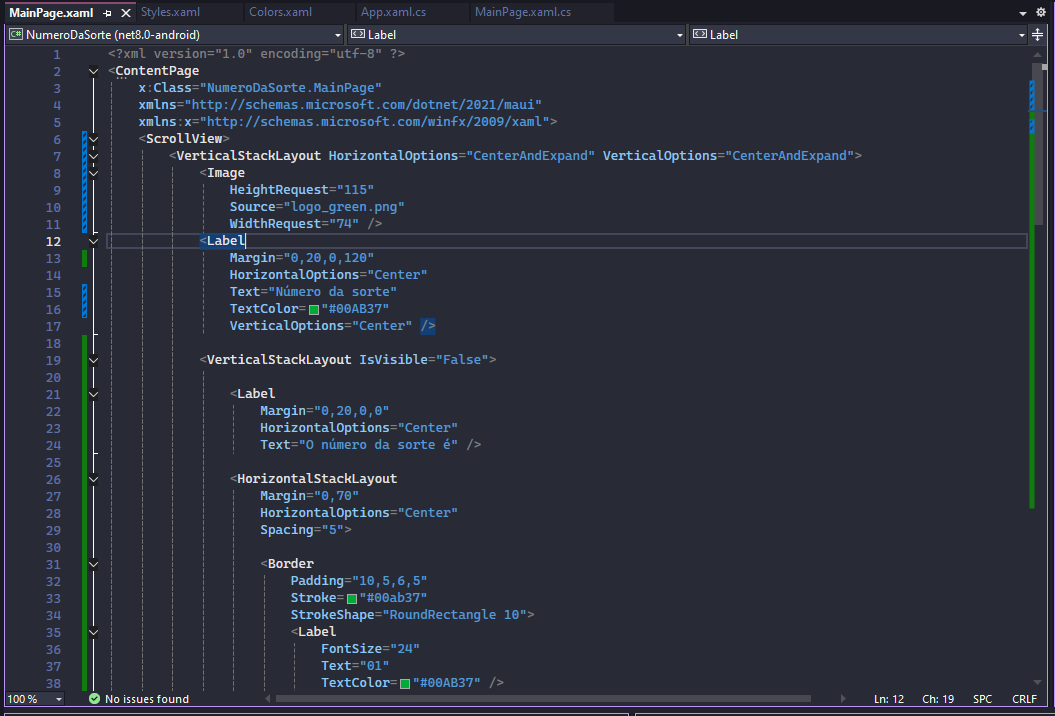 MainPage.xaml Styles.xaml Colors.xaml App.xaml.cs MainPage.xaml.cs
C# NumeroDaSorte (net8.0-android) Label Label
1 <?xml version="1.0" encoding="utf-8" ?>
2 <ContentPage
3 x:Class="NumeroDaSorte.MainPage"
4 xmlns="http://schemas.microsoft.com/dotnet/2021/maui"
5 xmlns:x="http://schemas.microsoft.com/winfx/2009/xaml">
6 <ScrollView>
7 <VerticalStackLayout HorizontalOptions="CenterAndExpand" VerticalOptions="CenterAndExpand">
8 <Image
9 HeightRequest="115"
10 Source="logo_green.png"
11 WidthRequest="74" />
12 <Label
13 Margin="0,20,0,120"
14 HorizontalOptions="Center"
15 Text="Número da sorte"
16 TextColor="#00AB37"
17 VerticalOptions="Center" />
18
19 <VerticalStackLayout IsVisible="False">
20
21 <Label
22 Margin="0,20,0,0"
23 HorizontalOptions="Center"
24 Text="O número da sorte é" />
25
26 <HorizontalStackLayout
27 Margin="0,70"
28 HorizontalOptions="Center"
29 Spacing="5">
30
31 <Border
32 Padding="10,5,6,5"
33 Stroke="#00ab37"
34 StrokeShape="RoundRectangle 10">
35 <Label
36 FontSize="24"
37 Text="01"
38 TextColor="#00AB37" />
100 % No issues found Ln: 12 Ch: 19 SPC CRLF